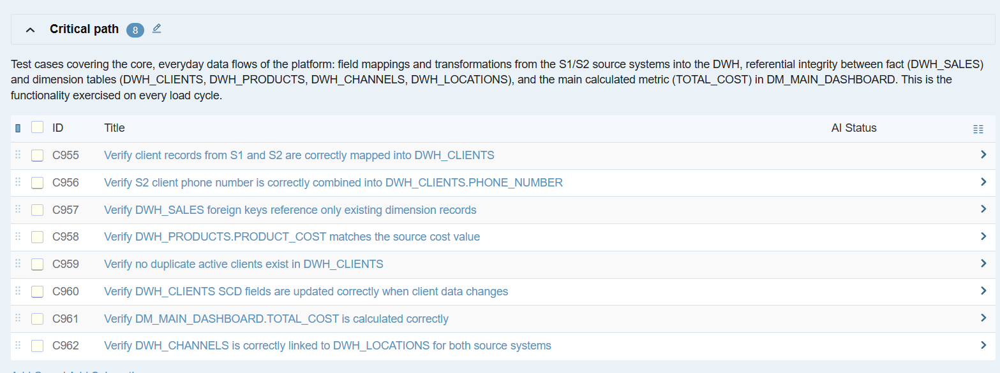 Critical path 8
Test cases covering the core, everyday data flows of the platform: field mappings and transformations from the S1/S2 source systems into the DWH, referential integrity between fact (DWH_SALES)
and dimension tables (DWH_CLIENTS, DWH_PRODUCTS, DWH_CHANNELS, DWH_LOCATIONS), and the main calculated metric (TOTAL_COST) in DM_MAIN_DASHBOARD. This is the
functionality exercised on every load cycle.
ID Title AI Status
C955 Verify client records from S1 and S2 are correctly mapped into DWH_CLIENTS
C956 Verify S2 client phone number is correctly combined into DWH_CLIENTS.PHONE_NUMBER
C957 Verify DWH_SALES foreign keys reference only existing dimension records
C958 Verify DWH_PRODUCTS.PRODUCT_COST matches the source cost value
C959 Verify no duplicate active clients exist in DWH_CLIENTS
C960 Verify DWH_CLIENTS SCD fields are updated correctly when client data changes
C961 Verify DM_MAIN_DASHBOARD.TOTAL_COST is calculated correctly
C962 Verify DWH_CHANNELS is correctly linked to DWH_LOCATIONS for both source systems